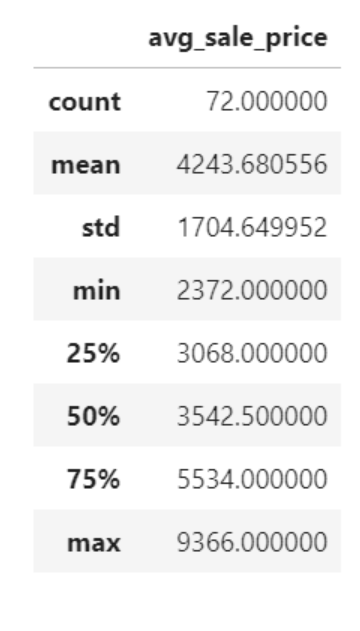 avg_sale_price
count 72.000000
mean 4243.680556
std 1704.649952
min 2372.000000
25% 3068.000000
50% 3542.500000
75% 5534.000000
max 9366.000000